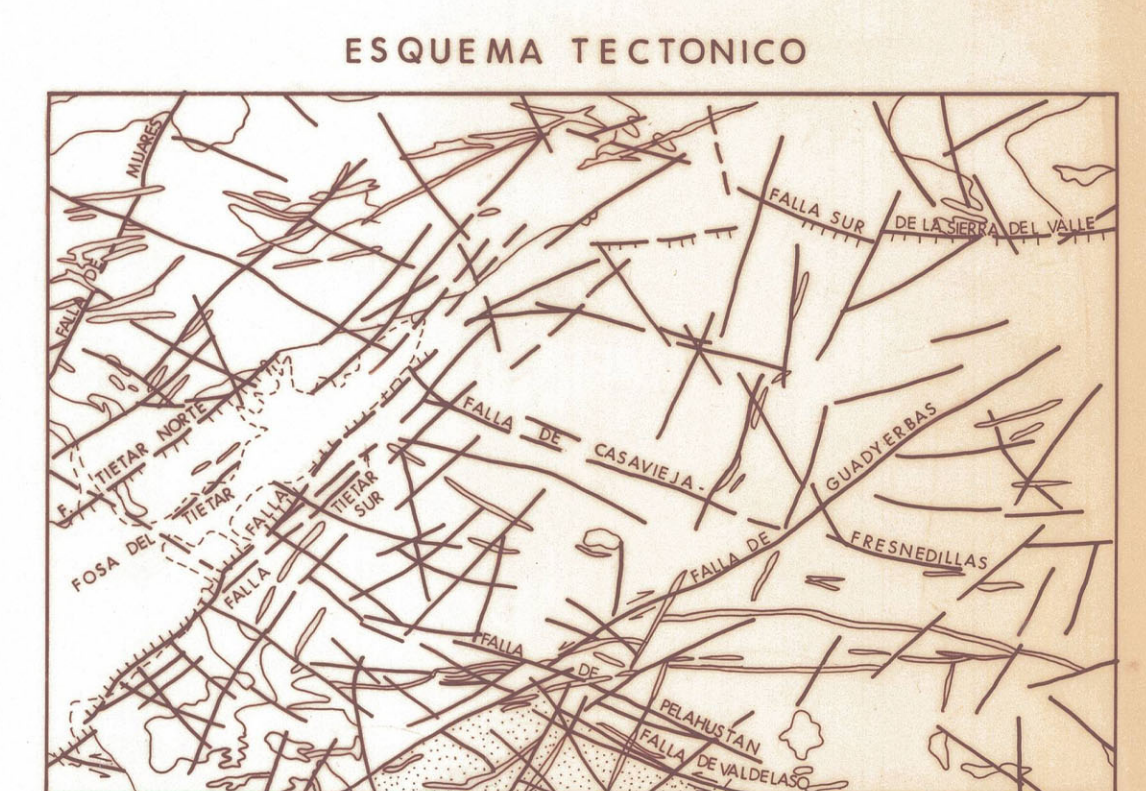 ESQUEMA TECTONICO
FALLA DE MIJARES
FALLA SUR DE LA SIERRA DEL VALLE
F. TIETAR NORTE
FALLA DE CASAVIEJA
FALLA DE GUADYERBAS
FOSA DEL TIETAR
FALLA TIETAR SUR
FALLA
FRESNEDILLAS
FALLA DE PELAHUSTAN
FALLA DE VALDELASO